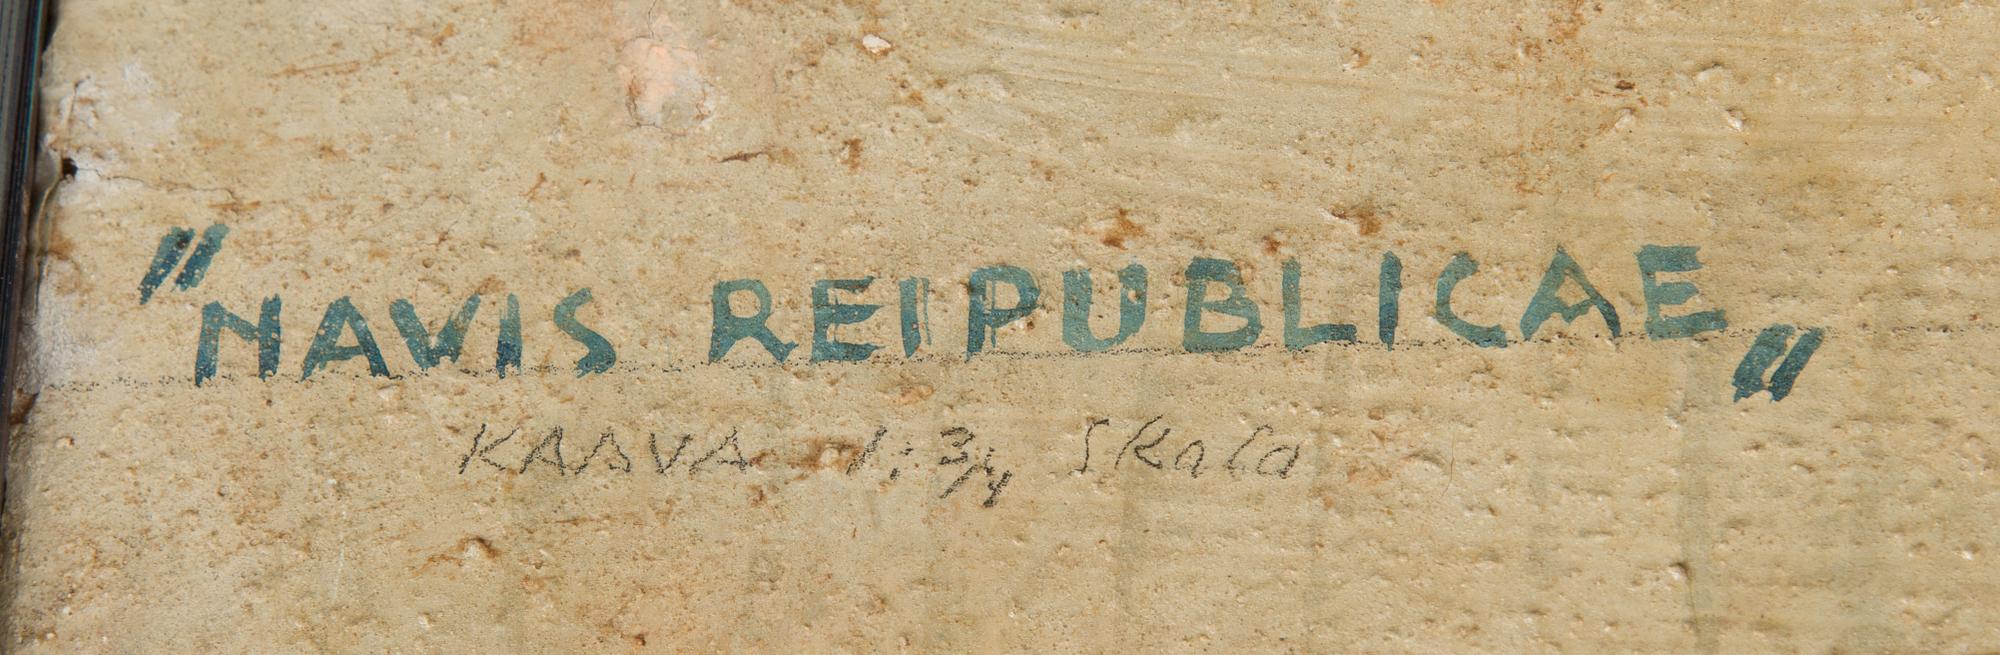 "NAVIS REIPUBLICAE"
KAAVA 1:3/4 Skala